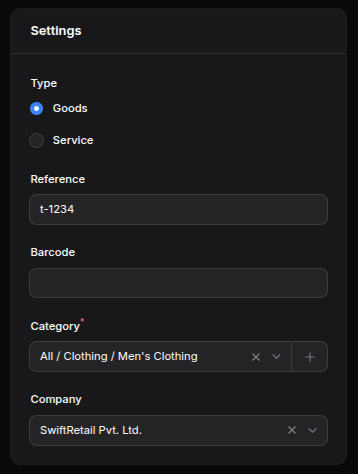 Settings
Type
Goods
Service
Reference
t-1234
Barcode
Category*
All / Clothing / Men's Clothing
Company
SwiftRetail Pvt. Ltd.